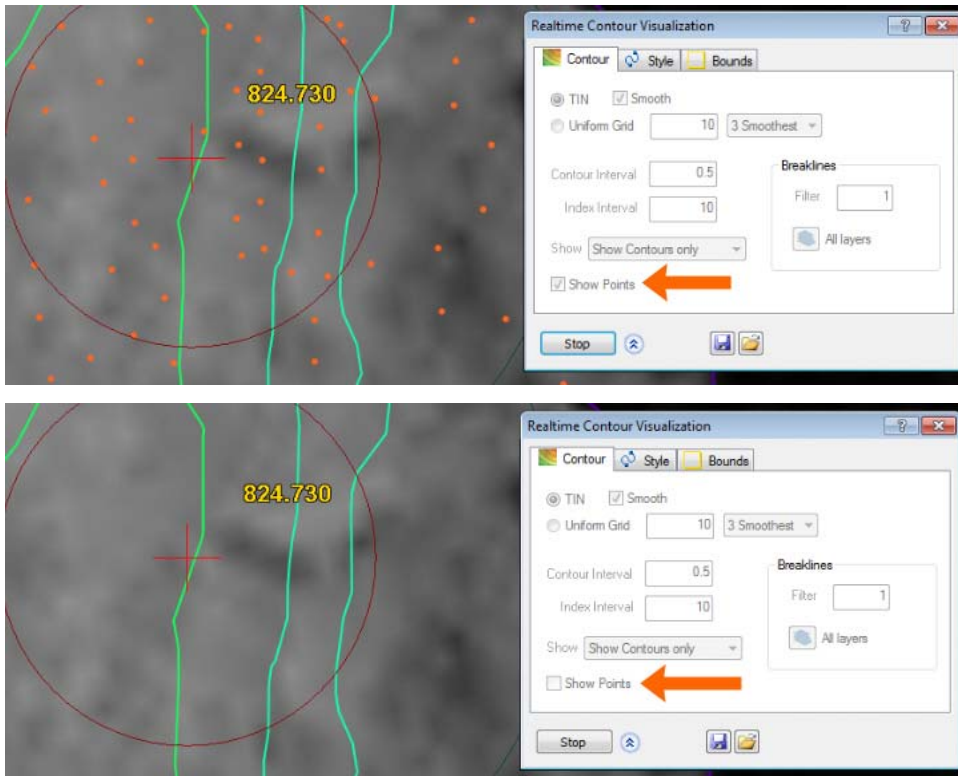 824.730
Realtime Contour Visualization
Contour Style Bounds
TIN Smooth
Uniform Grid 10 3 Smoothest
Contour Interval 0.5
Index Interval 10
Breaklines
Filter 1
All layers
Show Show Contours only
Show Points
Stop
824.730
Realtime Contour Visualization
Contour Style Bounds
TIN Smooth
Uniform Grid 10 3 Smoothest
Contour Interval 0.5
Index Interval 10
Breaklines
Filter 1
All layers
Show Show Contours only
Show Points
Stop